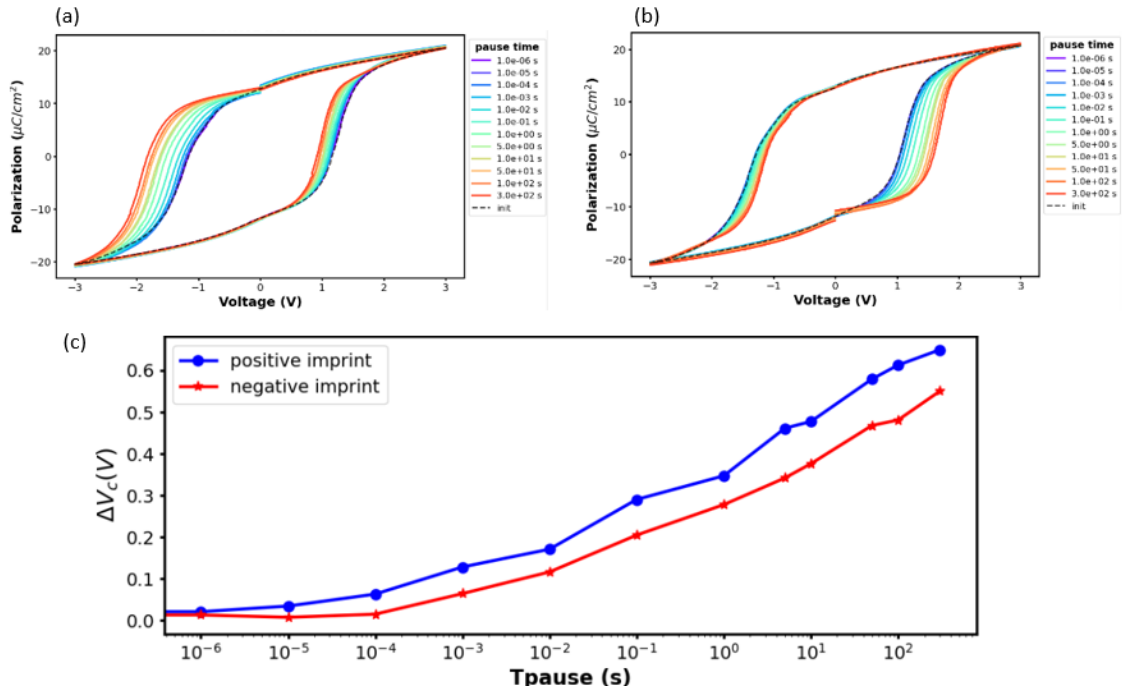 (a)
Polarization (μC/cm²)
20
10
0
−10
−20
−3 −2 −1 0 1 2 3
Voltage (V)
pause time
1.0e-06 s
1.0e-05 s
1.0e-04 s
1.0e-03 s
1.0e-02 s
1.0e-01 s
1.0e+00 s
5.0e+00 s
1.0e+01 s
5.0e+01 s
1.0e+02 s
3.0e+02 s
init
(b)
Polarization (μC/cm²)
20
10
0
−10
−20
−3 −2 −1 0 1 2 3
Voltage (V)
pause time
1.0e-06 s
1.0e-05 s
1.0e-04 s
1.0e-03 s
1.0e-02 s
1.0e-01 s
1.0e+00 s
5.0e+00 s
1.0e+01 s
5.0e+01 s
1.0e+02 s
3.0e+02 s
init
(c)
positive imprint
negative imprint
ΔV_c(V)
0.6
0.5
0.4
0.3
0.2
0.1
0.0
10⁻⁶ 10⁻⁵ 10⁻⁴ 10⁻³ 10⁻² 10⁻¹ 10⁰ 10¹ 10²
Tpause (s)